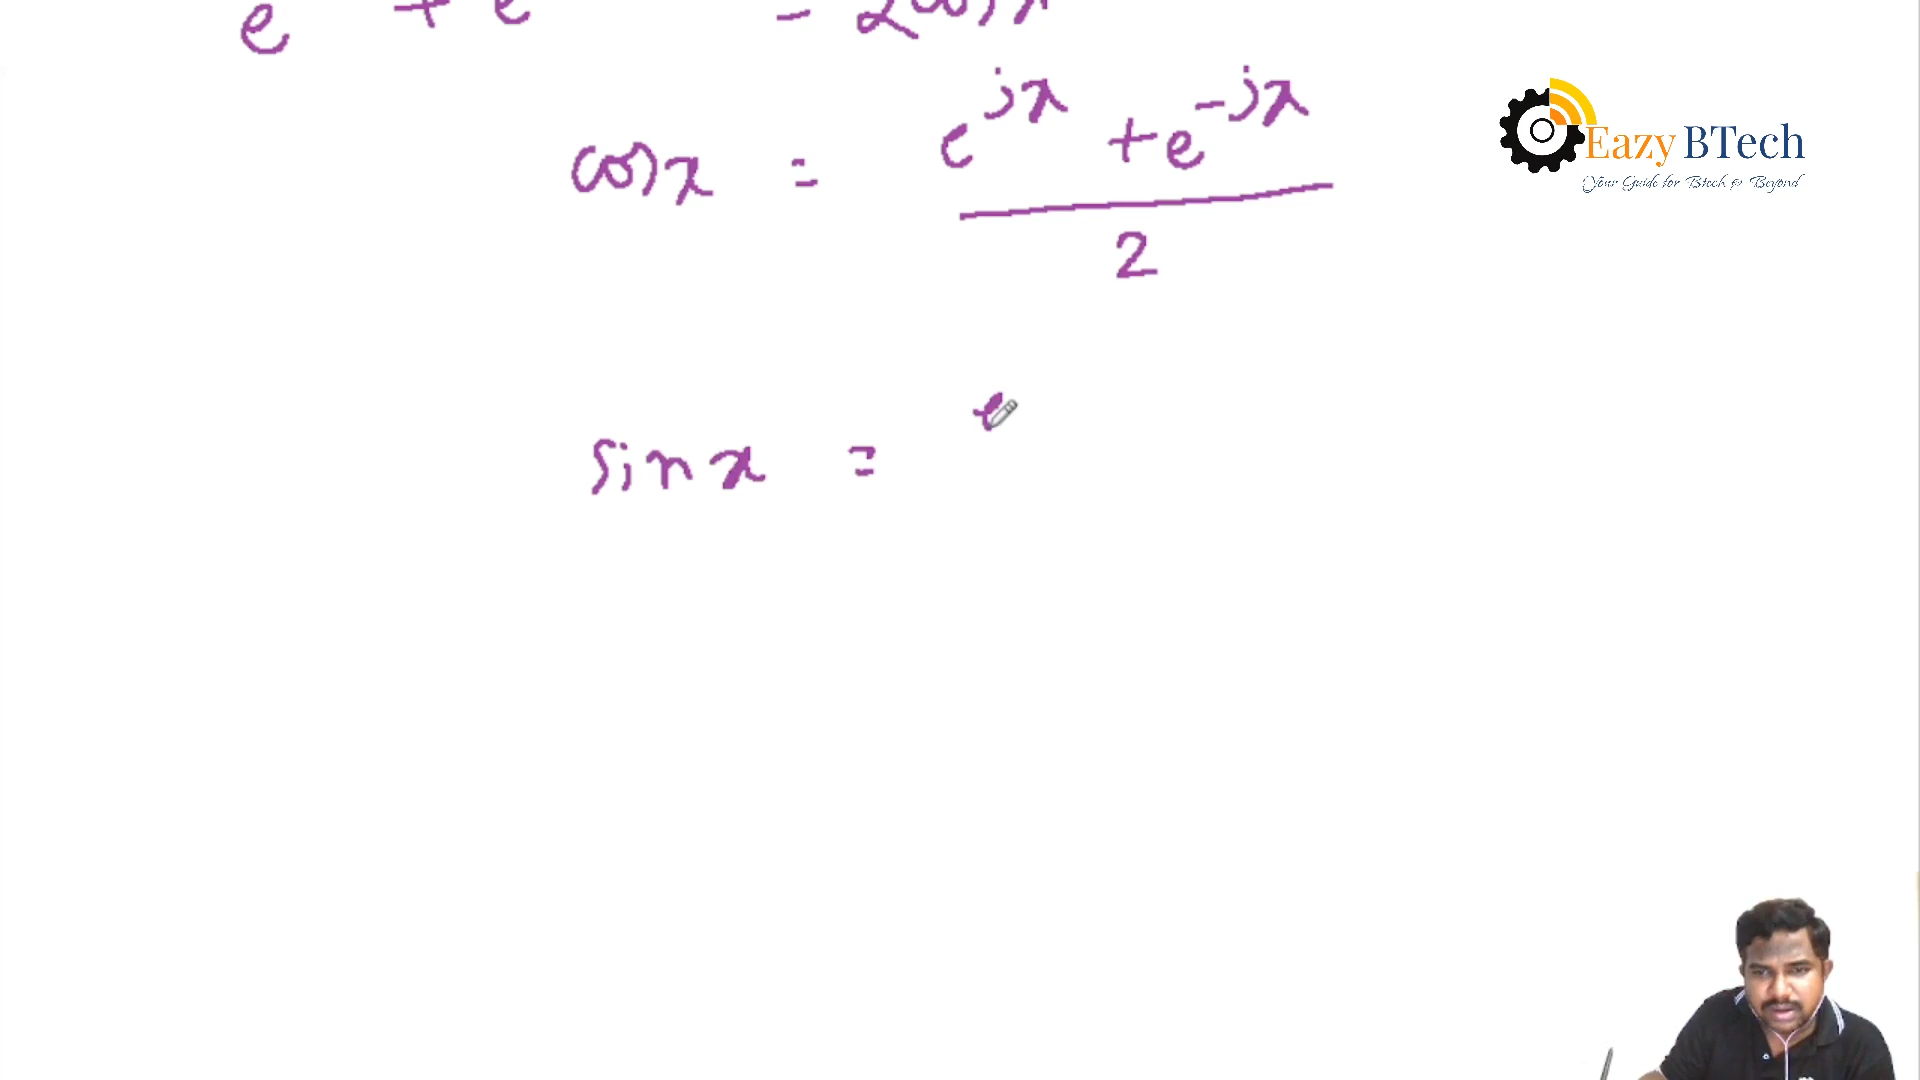 e + e = 2cosx
cosx = e^jx + e^-jx
2
sinx = e
Eazy BTech
Your Guide for Btech & Beyond